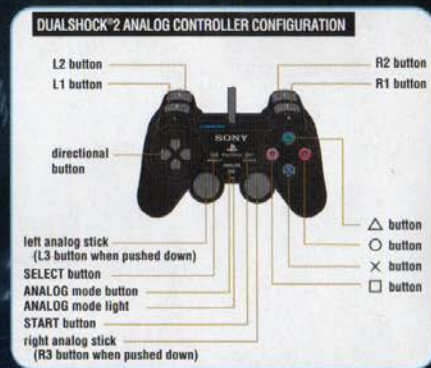 DUALSHOCK®2 ANALOG CONTROLLER CONFIGURATION
L2 button
L1 button
R2 button
R1 button
SONY
directional
button
left analog stick
(L3 button when pushed down)
SELECT button
ANALOG mode button
ANALOG mode light
START button
right analog stick
(R3 button when pushed down)
△ button
○ button
× button
□ button